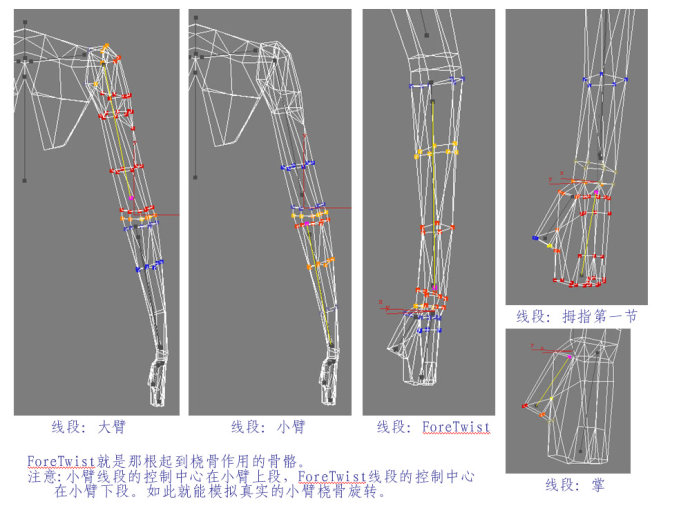 线段：拇指第一节
线段：大臂
线段：小臂
线段：ForeTwist
ForeTwist就是那根起到桡骨作用的骨骼。
注意:小臂线段的控制中心在小臂上段，ForeTwist线段的控制中心
在小臂下段。如此就能模拟真实的小臂桡骨旋转。
线段：掌